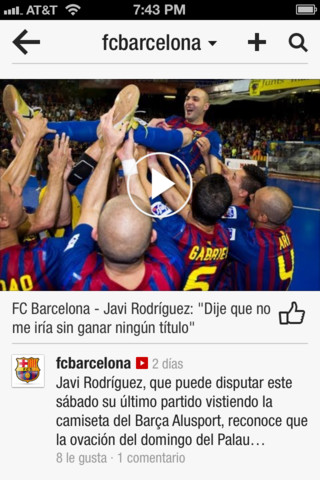 AT&T 7:43 PM
fcbarcelona
GABRIEL
5
4
FC Barcelona - Javi Rodríguez: "Dije que no
me iría sin ganar ningún título"
fcbarcelona 2 días
Javi Rodríguez, que puede disputar este
sábado su último partido vistiendo la
camiseta del Barça Alusport, reconoce que
la ovación del domingo del Palau…
8 le gusta · 1 comentario